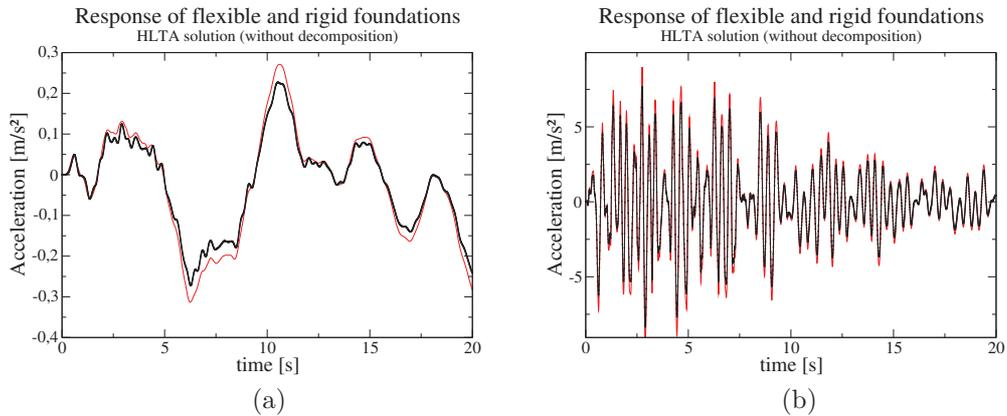 Response of flexible and rigid foundations
HLTA solution (without decomposition)
Acceleration [m/s²]
0,3
0,2
0,1
0
-0,1
-0,2
-0,3
-0,4
0
5
10
15
20
time [s]
(a)
Response of flexible and rigid foundations
HLTA solution (without decomposition)
Acceleration [m/s²]
5
0
-5
0
5
10
15
20
time [s]
(b)